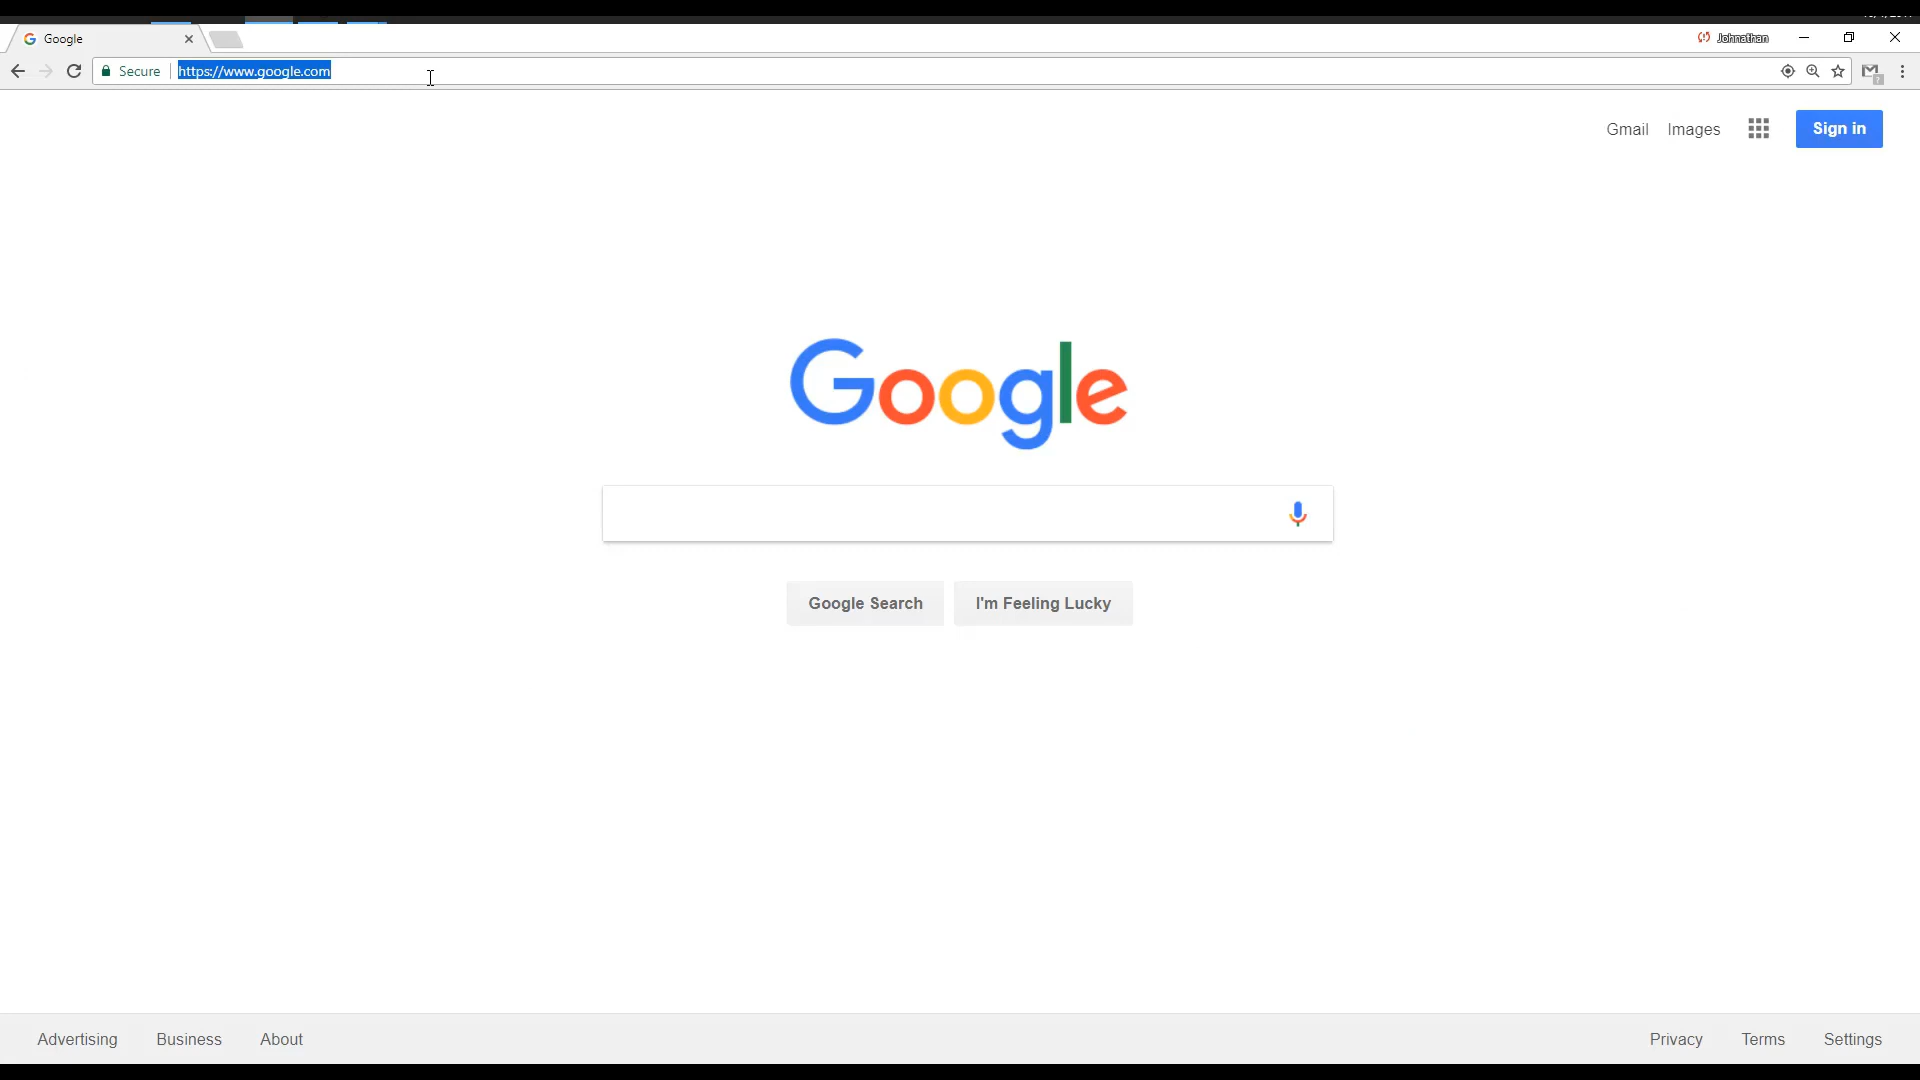 Google
Johnathan
Secure
https://www.google.com
Gmail
Images
Sign in
Google
Google Search
I'm Feeling Lucky
Advertising
Business
About
Privacy
Terms
Settings